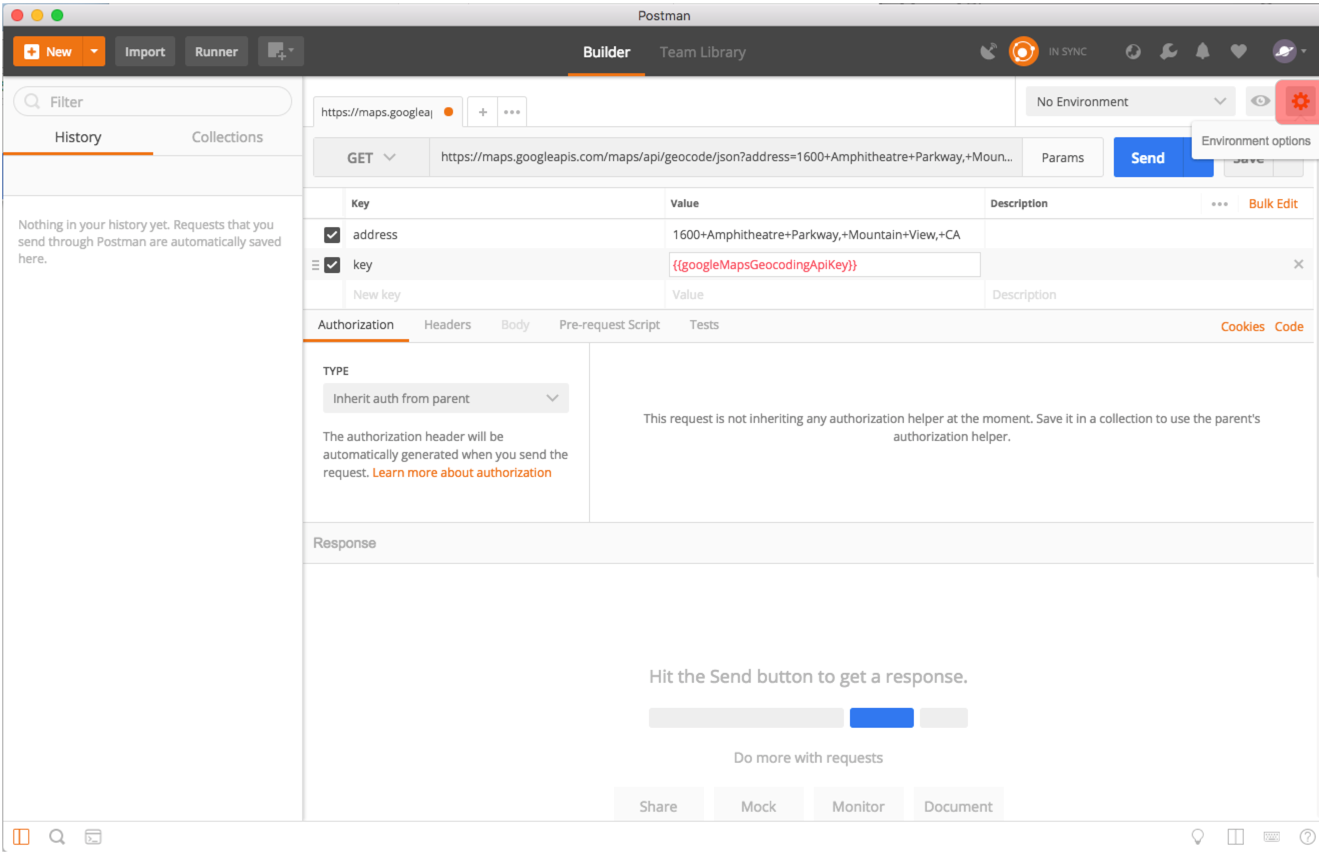 Postman
New Import Runner Builder Team Library IN SYNC
Filter
History Collections
Nothing in your history yet. Requests that you
send through Postman are automatically saved
here.
https://maps.googleap + ••• No Environment
Environment options
GET https://maps.googleapis.com/maps/api/geocode/json?address=1600+Amphitheatre+Parkway,+Moun... Params Send Save
Key Value Description ••• Bulk Edit
address 1600+Amphitheatre+Parkway,+Mountain+View,+CA
key {{googleMapsGeocodingApiKey}}
New key Value Description
Authorization Headers Body Pre-request Script Tests Cookies Code
TYPE
Inherit auth from parent
The authorization header will be
automatically generated when you send the
request. Learn more about authorization
This request is not inheriting any authorization helper at the moment. Save it in a collection to use the parent's
authorization helper.
Response
Hit the Send button to get a response.
Do more with requests
Share Mock Monitor Document